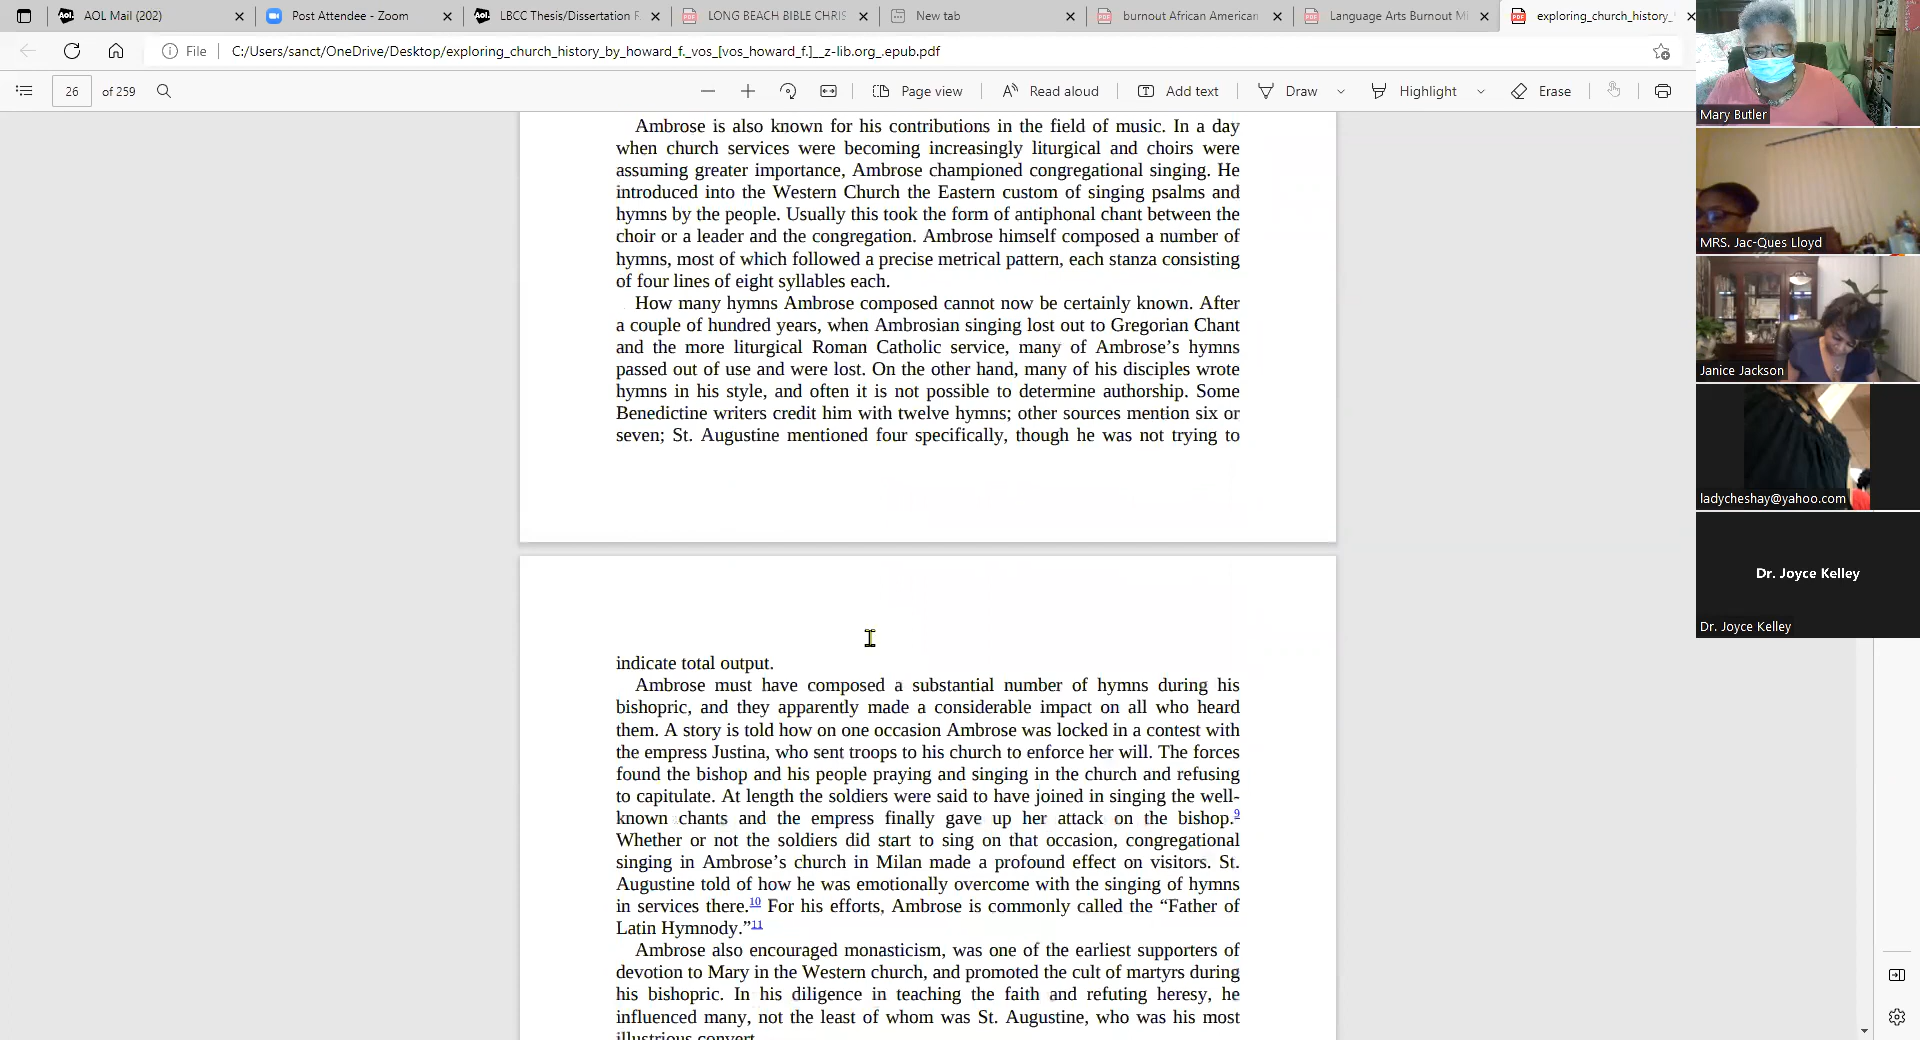 AOL Mail (202)
Post Attendee - Zoom
LBCC Thesis/Dissertation R
LONG BEACH BIBLE CHRIS
New tab
burnout African American
Language Arts Burnout M
exploring_church_history_
File
C:/Users/sanct/OneDrive/Desktop/exploring_church_history_by_howard_f._vos_[vos_howard_f.]__z-lib.org_.epub.pdf
26 of 259
Page view
Read aloud
Add text
Draw
Highlight
Erase
Ambrose is also known for his contributions in the field of music. In a day
when church services were becoming increasingly liturgical and choirs were
assuming greater importance, Ambrose championed congregational singing. He
introduced into the Western Church the Eastern custom of singing psalms and
hymns by the people. Usually this took the form of antiphonal chant between the
choir or a leader and the congregation. Ambrose himself composed a number of
hymns, most of which followed a precise metrical pattern, each stanza consisting
of four lines of eight syllables each.
How many hymns Ambrose composed cannot now be certainly known. After
a couple of hundred years, when Ambrosian singing lost out to Gregorian Chant
and the more liturgical Roman Catholic service, many of Ambrose’s hymns
passed out of use and were lost. On the other hand, many of his disciples wrote
hymns in his style, and often it is not possible to determine authorship. Some
Benedictine writers credit him with twelve hymns; other sources mention six or
seven; St. Augustine mentioned four specifically, though he was not trying to
indicate total output.
Ambrose must have composed a substantial number of hymns during his
bishopric, and they apparently made a considerable impact on all who heard
them. A story is told how on one occasion Ambrose was locked in a contest with
the empress Justina, who sent troops to his church to enforce her will. The forces
found the bishop and his people praying and singing in the church and refusing
to capitulate. At length the soldiers were said to have joined in singing the well-
known chants and the empress finally gave up her attack on the bishop.9
Whether or not the soldiers did start to sing on that occasion, congregational
singing in Ambrose’s church in Milan made a profound effect on visitors. St.
Augustine told of how he was emotionally overcome with the singing of hymns
in services there.10 For his efforts, Ambrose is commonly called the “Father of
Latin Hymnody.”11
Ambrose also encouraged monasticism, was one of the earliest supporters of
devotion to Mary in the Western church, and promoted the cult of martyrs during
his bishopric. In his diligence in teaching the faith and refuting heresy, he
influenced many, not the least of whom was St. Augustine, who was his most
illustrious convert.
Mary Butler
MRS. Jac-Ques Lloyd
Janice Jackson
ladycheshay@yahoo.com
Dr. Joyce Kelley
Dr. Joyce Kelley